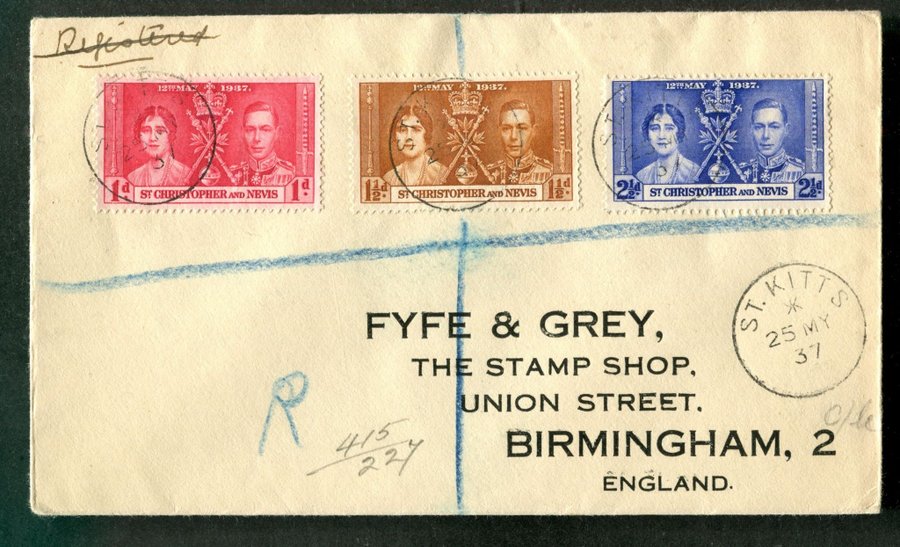 Registered
12TH MAY 1937.
1d 1d.
ST CHRISTOPHER AND NEVIS
12TH MAY 1937.
1½d 1½d.
ST CHRISTOPHER AND NEVIS
12TH MAY 1937.
2½d 2½d.
ST CHRISTOPHER AND NEVIS
ST. KITTS
25 MY
37
FYFE & GREY,
THE STAMP SHOP,
UNION STREET.
BIRMINGHAM, 2
ENGLAND.
R
415
227